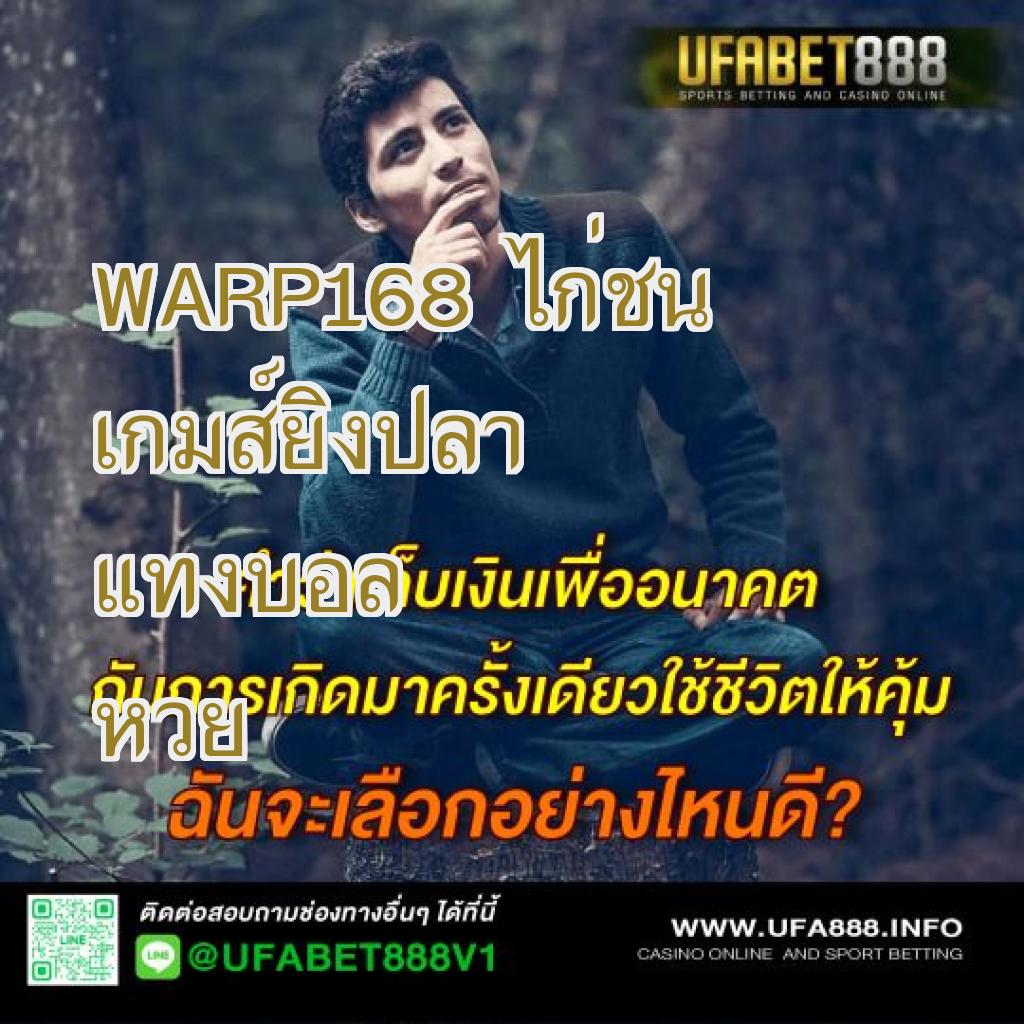 UFABET888
SPORTS BETTING AND CASINO ONLINE
WARP168 ไก่ชน
เกมส์ยิงปลา
แทงบอล
เงินเพื่ออนาคต
กับการเกิดมาครั้งเดียวใช้ชีวิตให้คุ้ม
หวย
ฉันจะเลือกอย่างไหนดี?
ติดต่อสอบถามช่องทางอื่นๆ ได้ที่นี้
LINE
LINE @UFABET888V1
WWW.UFA888.INFO
CASINO ONLINE AND SPORT BETTING